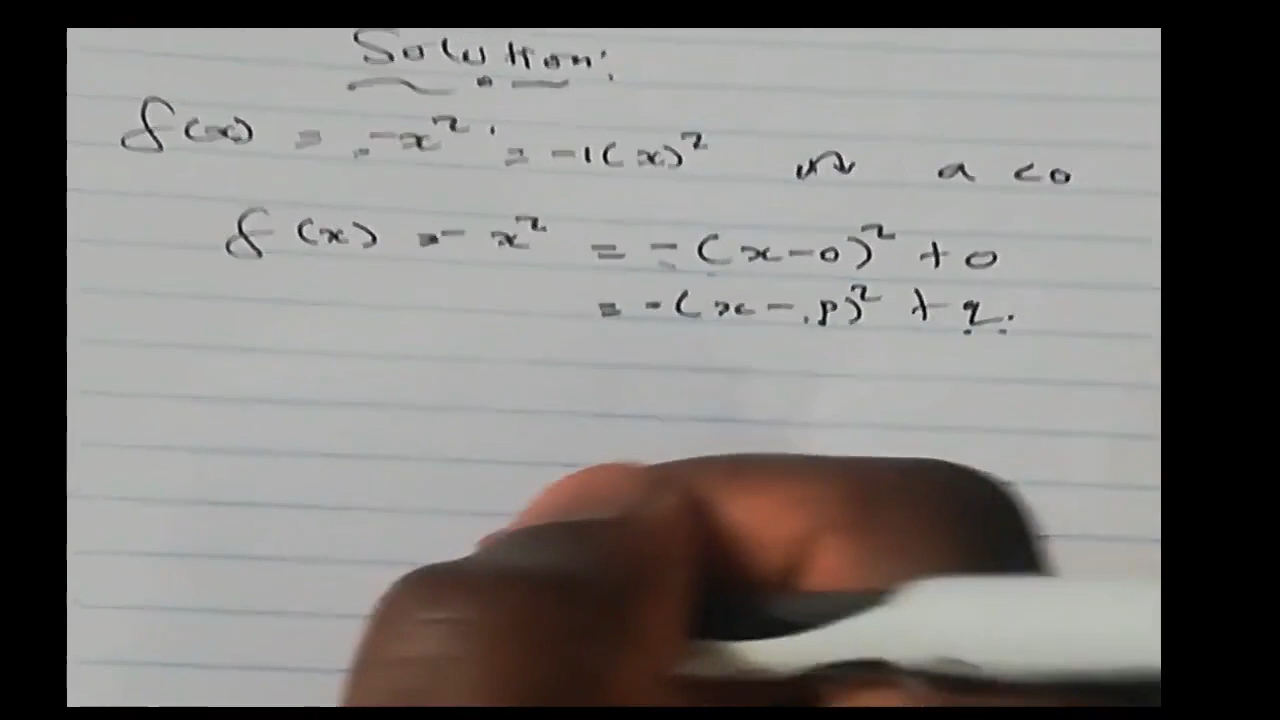 Solution:
f(x) = -x² = -1(x)² a < 0
f(x) = -x² = -(x-0)² + 0
= -(x-p)² + q.